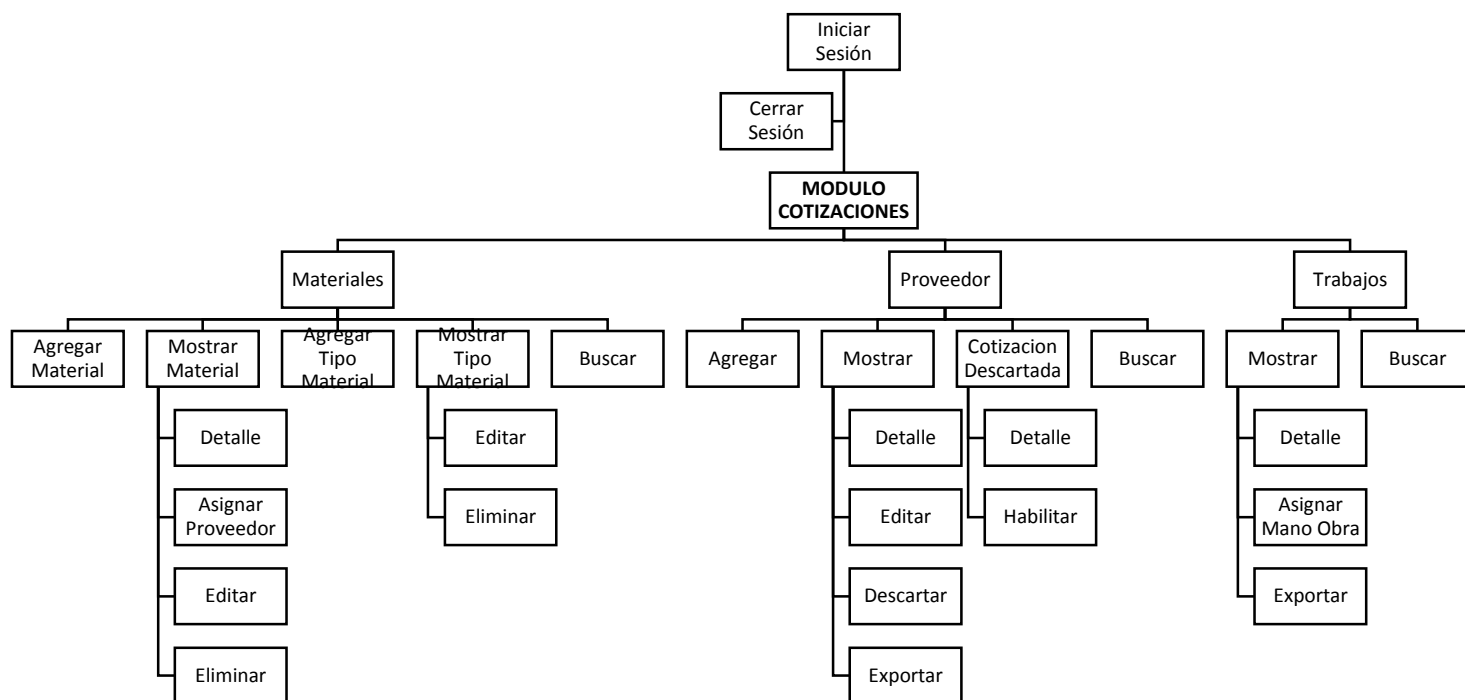 Iniciar
Sesión
Cerrar
Sesión
MODULO
COTIZACIONES
Materiales
Proveedor
Trabajos
Agregar
Material
Mostrar
Material
Agregar
Tipo
Material
Mostrar
Tipo
Material
Buscar
Agregar
Mostrar
Cotizacion
Descartada
Buscar
Mostrar
Buscar
Detalle
Editar
Detalle
Detalle
Detalle
Asignar
Proveedor
Eliminar
Editar
Habilitar
Asignar
Mano Obra
Editar
Descartar
Exportar
Eliminar
Exportar